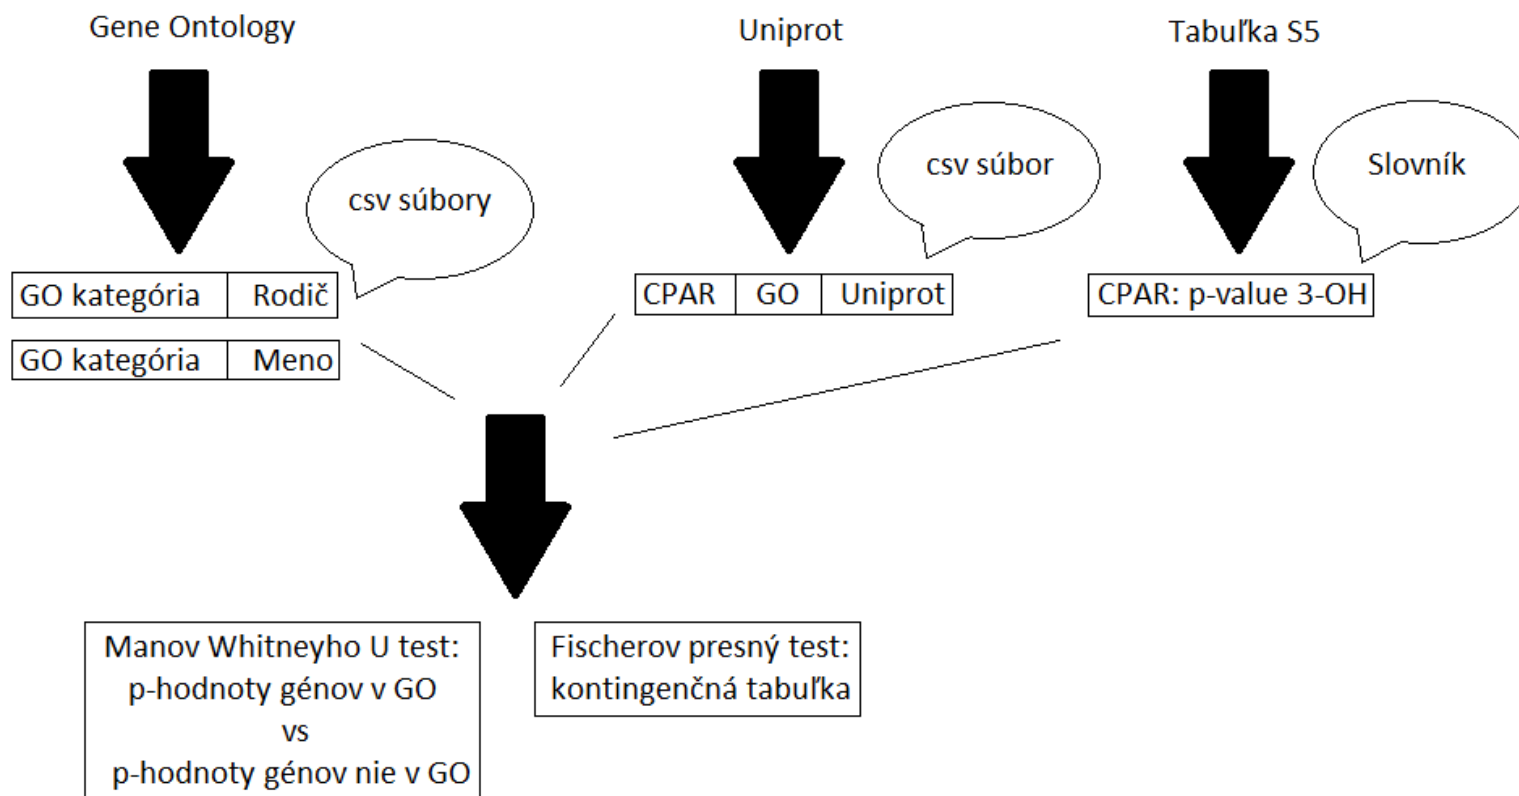 Gene Ontology
Uniprot
Tabuľka S5
csv súbory
csv súbor
Slovník
GO kategória Rodič
GO kategória Meno
CPAR GO Uniprot
CPAR: p-value 3-OH
Manov Whitneyho U test:
p-hodnoty génov v GO
vs
p-hodnoty génov nie v GO
Fischerov presný test:
kontingenčná tabuľka